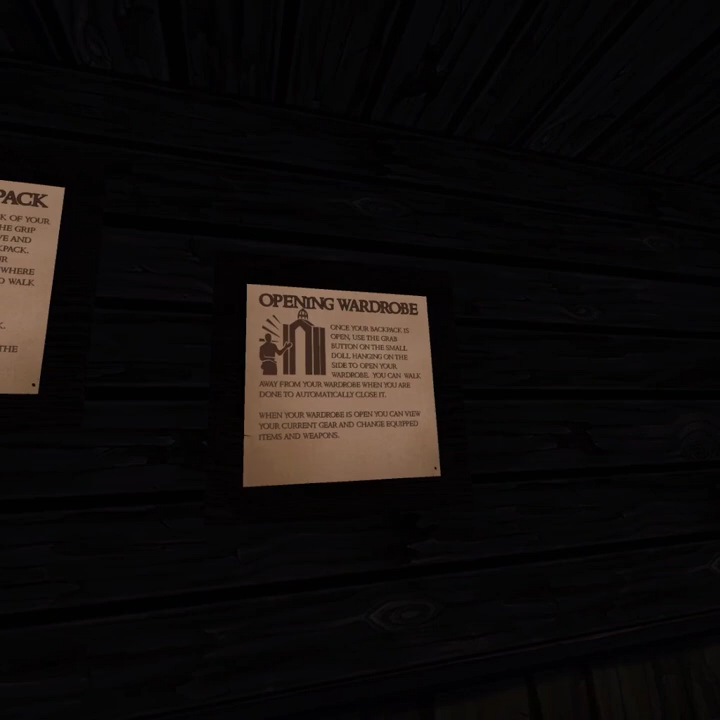 PACK
K OF YOUR
HE GRIP
VE AND
KPACK.
UR
WHERE
O WALK
K.
THE
OPENING WARDROBE
ONCE YOUR BACKPACK IS
OPEN, USE THE GRAB
BUTTON ON THE SMALL
DOLL HANGING ON THE
SIDE TO OPEN YOUR
WARDROBE. YOU CAN WALK
AWAY FROM YOUR WARDROBE WHEN YOU ARE
DONE TO AUTOMATICALLY CLOSE IT.
WHEN YOUR WARDROBE IS OPEN YOU CAN VIEW
YOUR CURRENT GEAR AND CHANGE EQUIPPED
ITEMS AND WEAPONS.